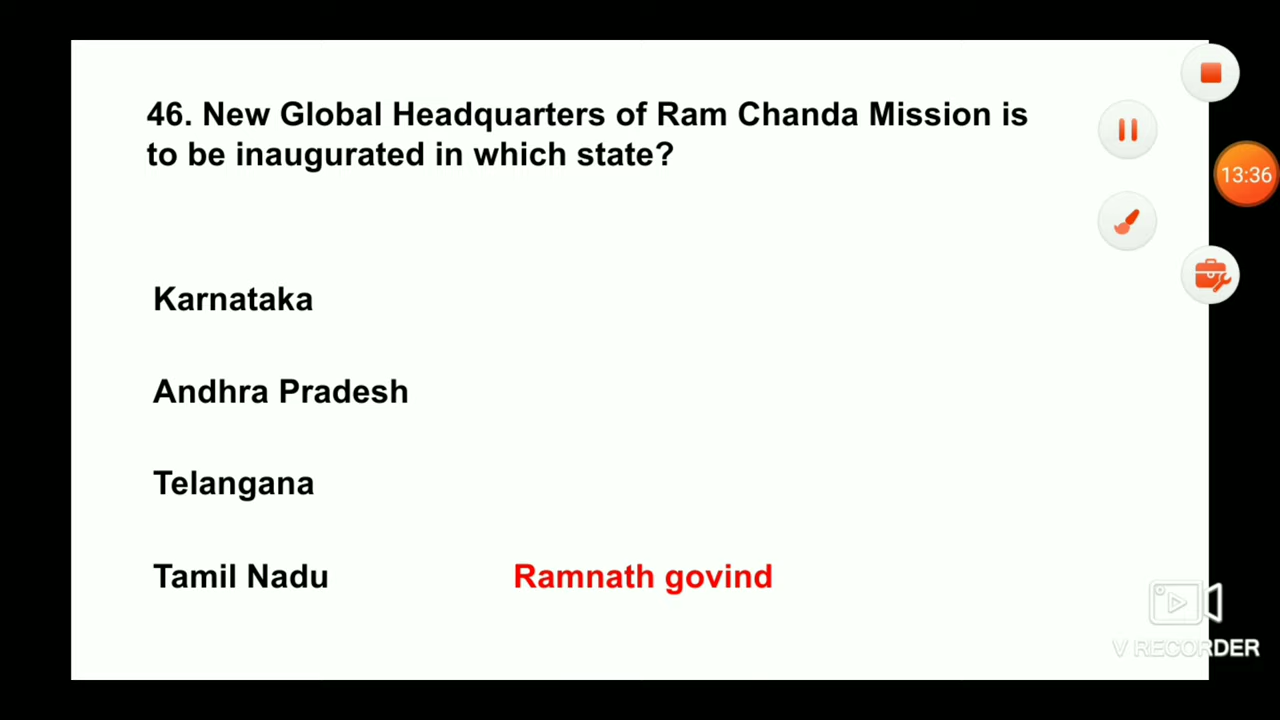 46. New Global Headquarters of Ram Chanda Mission is
to be inaugurated in which state?
13:36
Karnataka
Andhra Pradesh
Telangana
Tamil Nadu Ramnath govind
V RECORDER